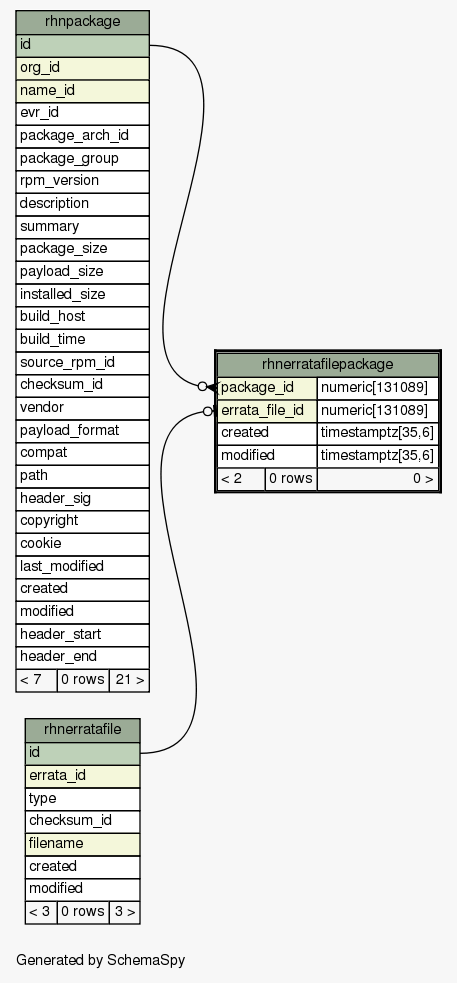 rhnpackage
id
org_id
name_id
evr_id
package_arch_id
package_group
rpm_version
description
summary
package_size
payload_size
installed_size
build_host
build_time
source_rpm_id
checksum_id
vendor
payload_format
compat
path
header_sig
copyright
cookie
last_modified
created
modified
header_start
header_end
< 7 0 rows 21 >
rhnerratafilepackage
package_id numeric[131089]
errata_file_id numeric[131089]
created timestamptz[35,6]
modified timestamptz[35,6]
< 2 0 rows 0 >
rhnerratafile
id
errata_id
type
checksum_id
filename
created
modified
< 3 0 rows 3 >
Generated by SchemaSpy